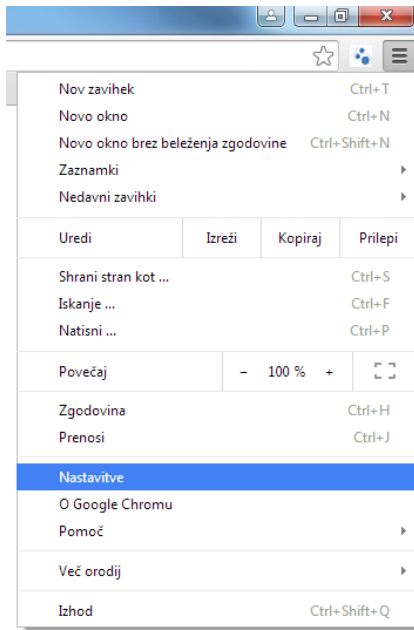 Nov zavihek Ctrl+T
Novo okno Ctrl+N
Novo okno brez beleženja zgodovine Ctrl+Shift+N
Zaznamki
Nedavni zavihki
Uredi Izreži Kopiraj Prilepi
Shrani stran kot ... Ctrl+S
Iskanje ... Ctrl+F
Natisni ... Ctrl+P
Povečaj - 100 % +
Zgodovina Ctrl+H
Prenosi Ctrl+J
Nastavitve
O Google Chromu
Pomoč
Več orodij
Izhod Ctrl+Shift+Q